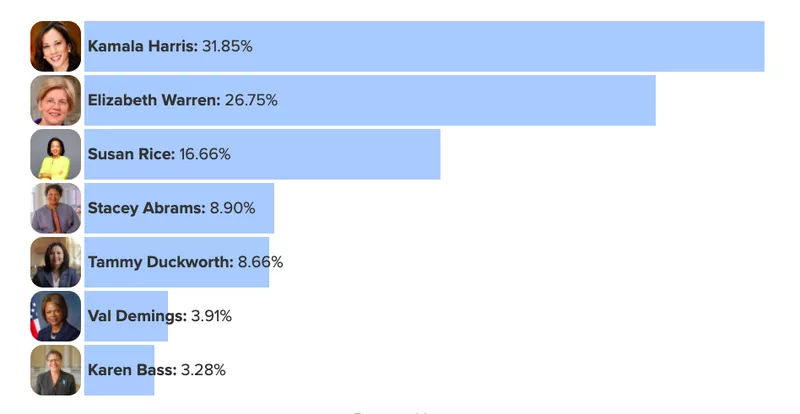 Kamala Harris: 31.85%
Elizabeth Warren: 26.75%
Susan Rice: 16.66%
Stacey Abrams: 8.90%
Tammy Duckworth: 8.66%
Val Demings: 3.91%
Karen Bass: 3.28%